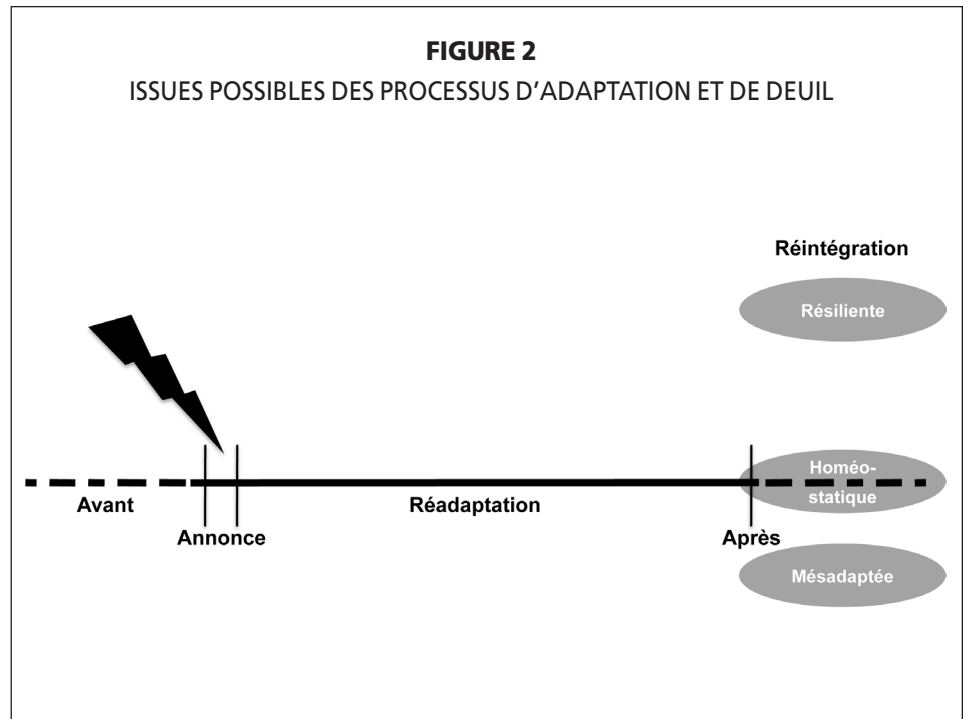 FIGURE 2
ISSUES POSSIBLES DES PROCESSUS D’ADAPTATION ET DE DEUIL
Réintégration
Résiliente
Homéo-
statique
Avant
Réadaptation
Annonce
Après
Mésadaptée